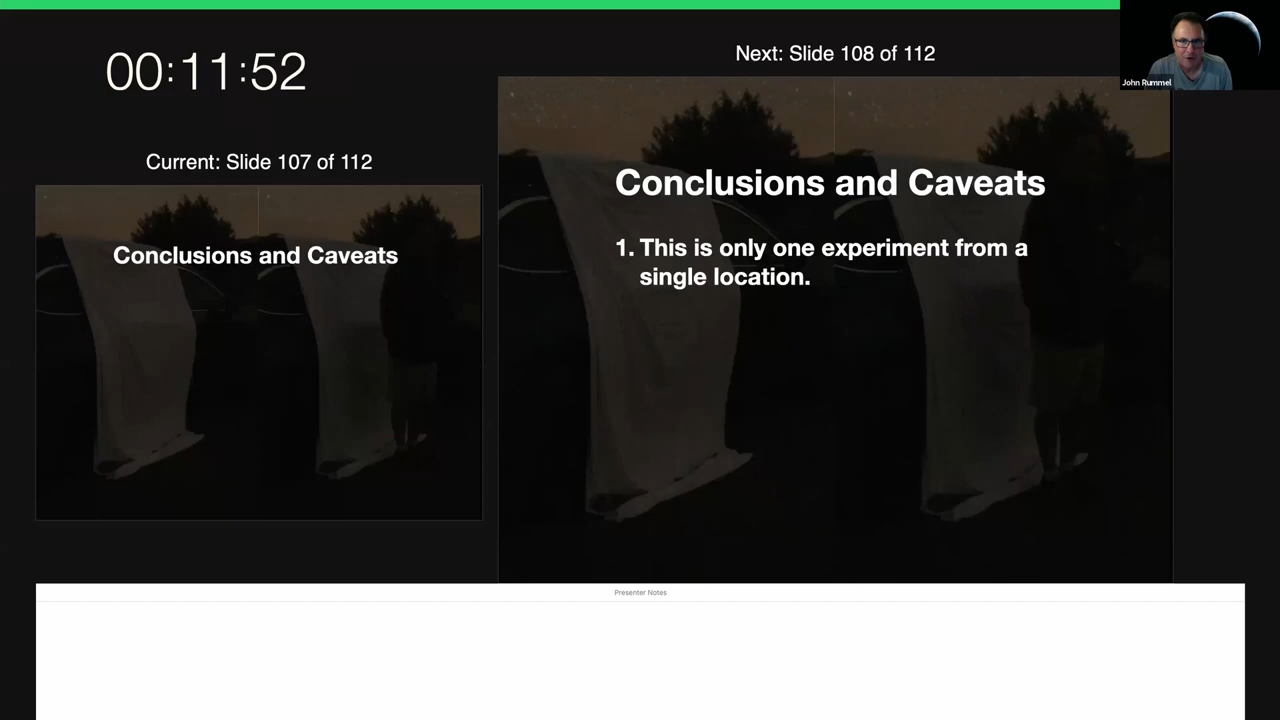 00:11:52
Current: Slide 107 of 112
Conclusions and Caveats
Next: Slide 108 of 112
Conclusions and Caveats
1. This is only one experiment from a
single location.
John Rummel
Presenter Notes